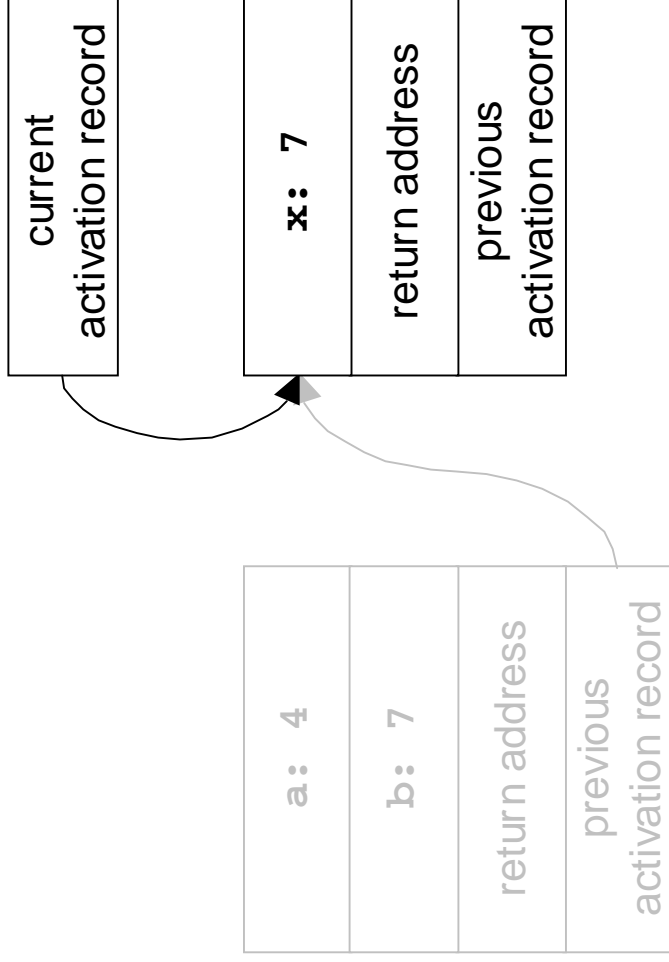 current
activation record
x: 7
return address
previous
activation record
a: 4
b: 7
return address
previous
activation record